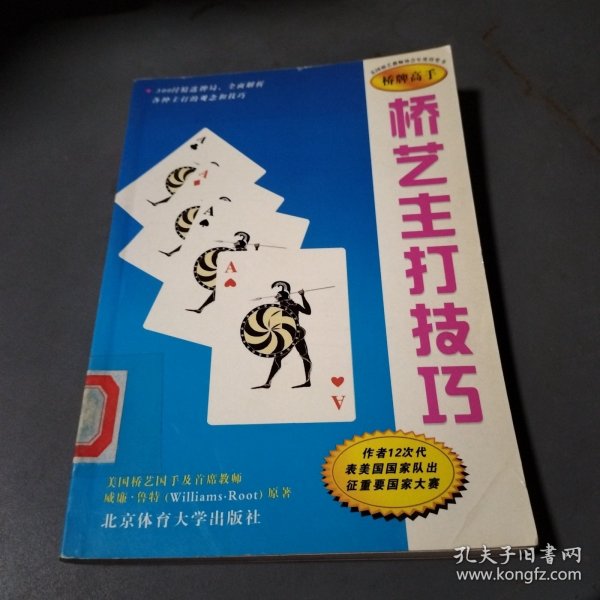 300付精选牌局、全面解析
各种主打的观念和技巧
桥牌高手
桥艺主打技巧
A
A
A
A
A
作者12次代
表美国国家队出
征重要国家大赛
美国桥艺国手及首席教师
威廉·鲁特(Williams·Root)原著
北京体育大学出版社
孔夫子旧书网
www.kongfz.com